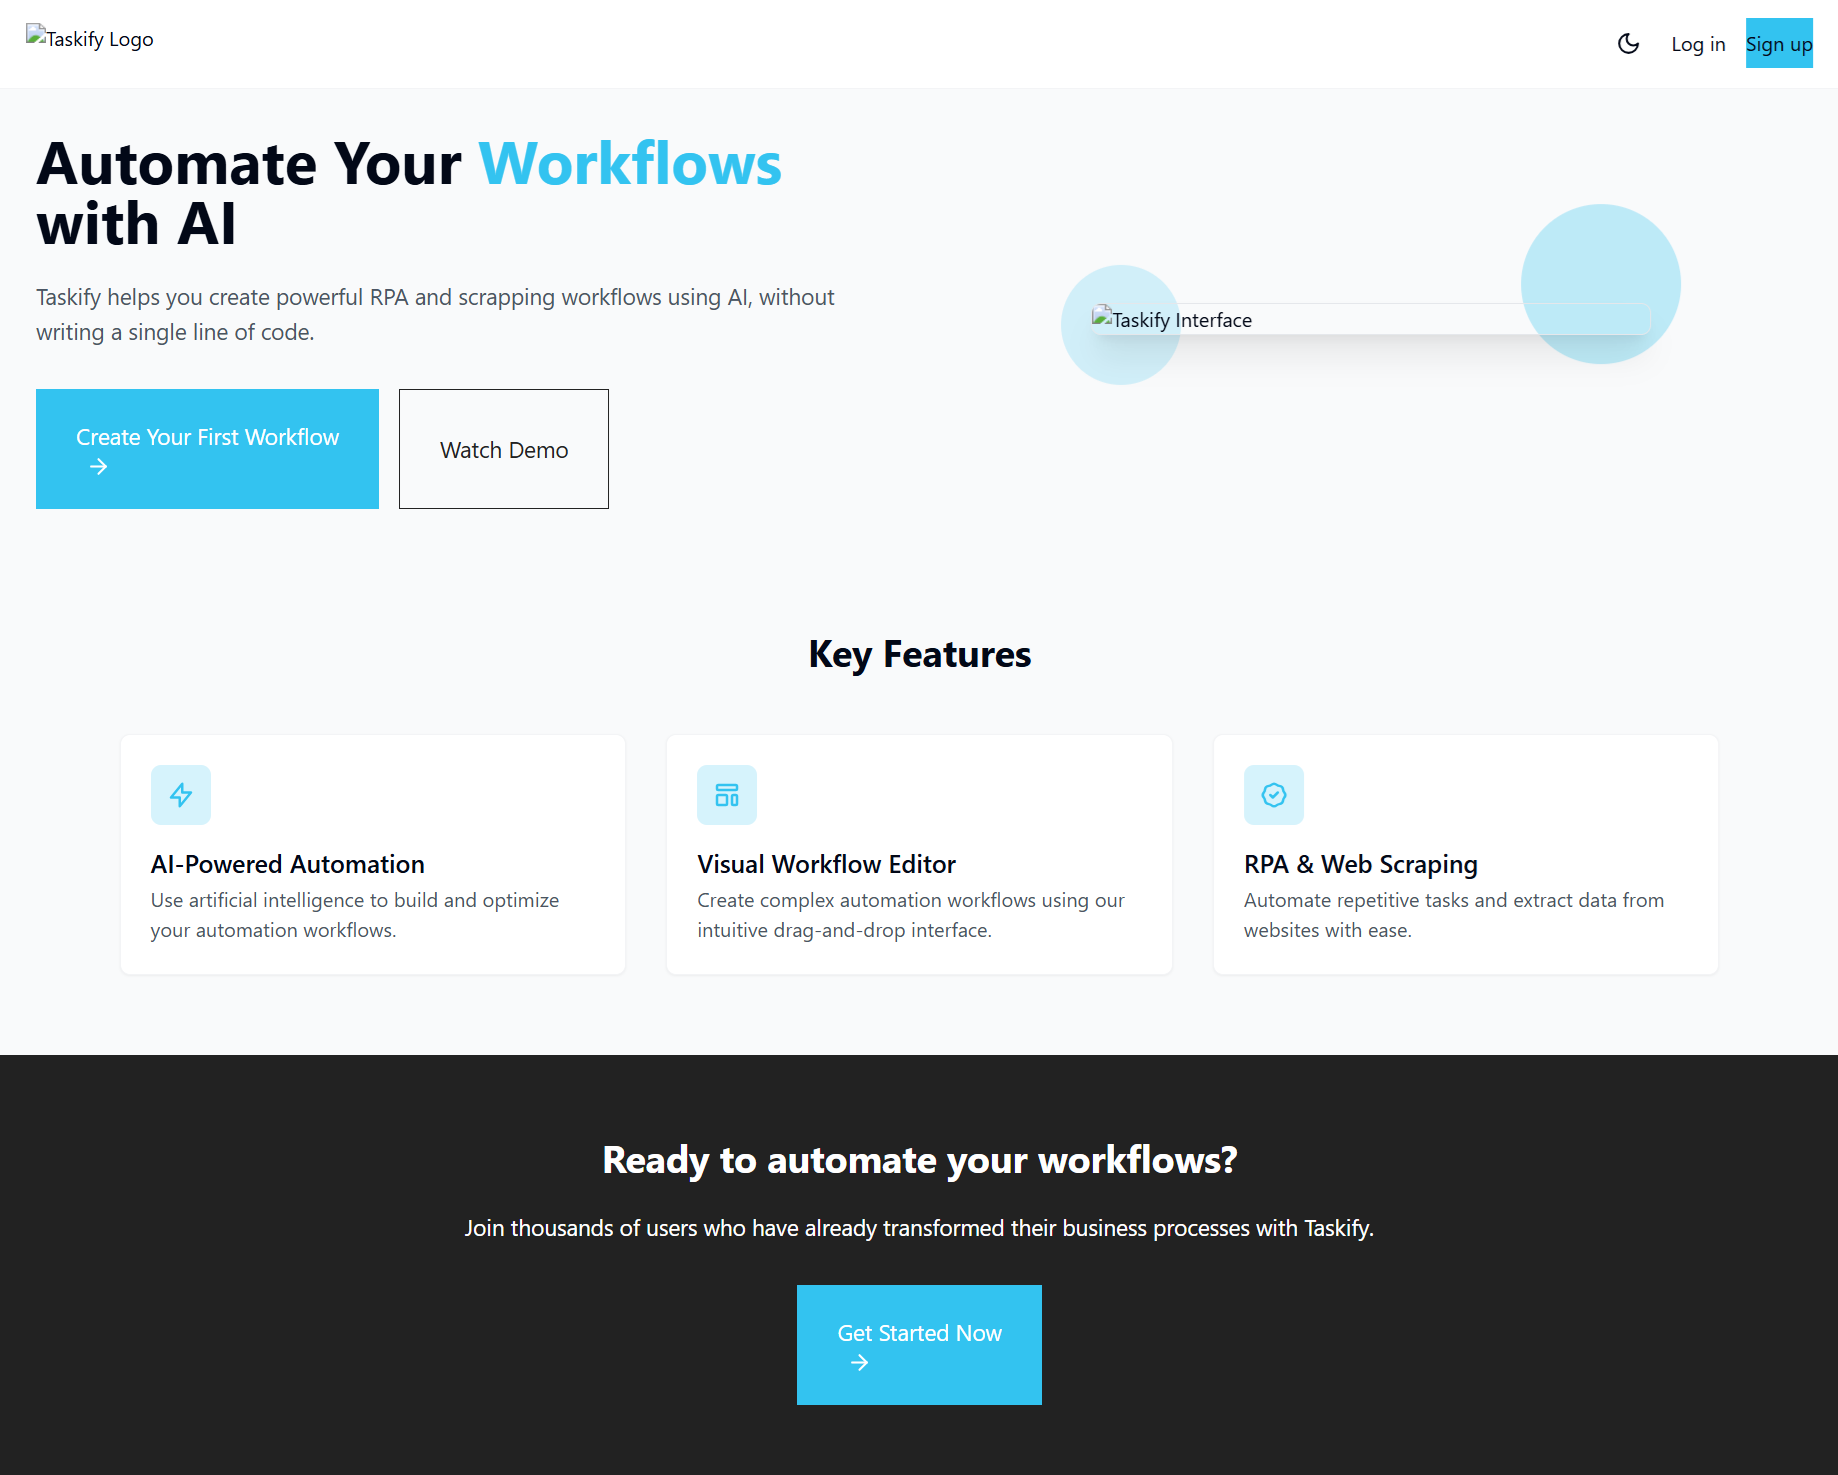 Taskify Logo
Log in
Sign up
Automate Your Workflows
with AI
Taskify helps you create powerful RPA and scrapping workflows using AI, without
writing a single line of code.
Taskify Interface
Create Your First Workflow
Watch Demo
Key Features
AI-Powered Automation
Use artificial intelligence to build and optimize
your automation workflows.
Visual Workflow Editor
Create complex automation workflows using our
intuitive drag-and-drop interface.
RPA & Web Scraping
Automate repetitive tasks and extract data from
websites with ease.
Ready to automate your workflows?
Join thousands of users who have already transformed their business processes with Taskify.
Get Started Now